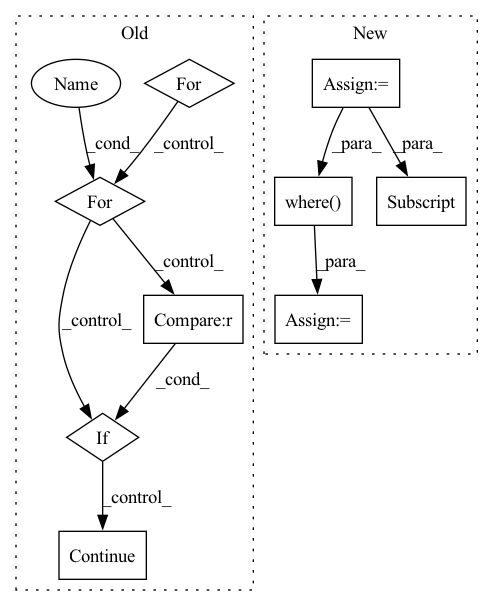 Old
New
Name
For
Assign:=
_cond_
_control_
_para_
_para_
For
where()
Subscript
_control_
_para_
_control_
Compare:r
Assign:=
_cond_
If
_control_
Continue